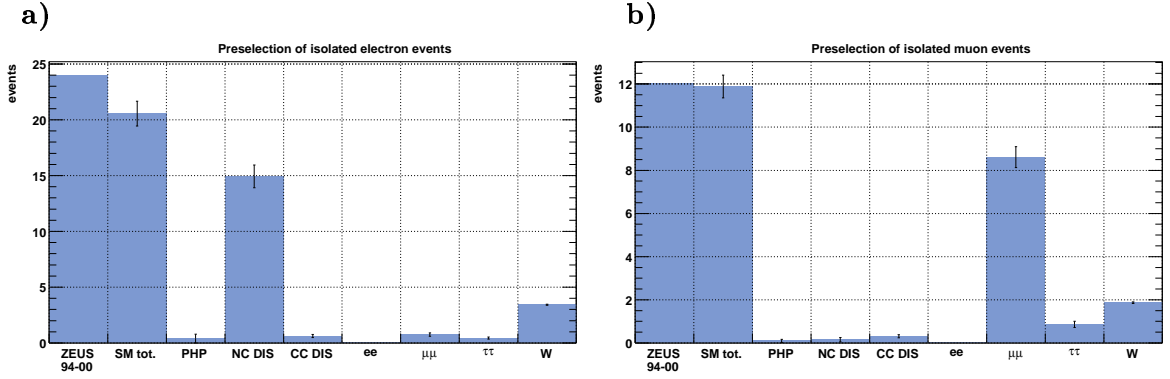 a)
Preselection of isolated electron events
events
25
20
15
10
5
0
ZEUS 94-00
SM tot.
PHP
NC DIS
CC DIS
ee
μμ
ττ
W
b)
Preselection of isolated muon events
events
12
10
8
6
4
2
0
ZEUS 94-00
SM tot.
PHP
NC DIS
CC DIS
ee
μμ
ττ
W